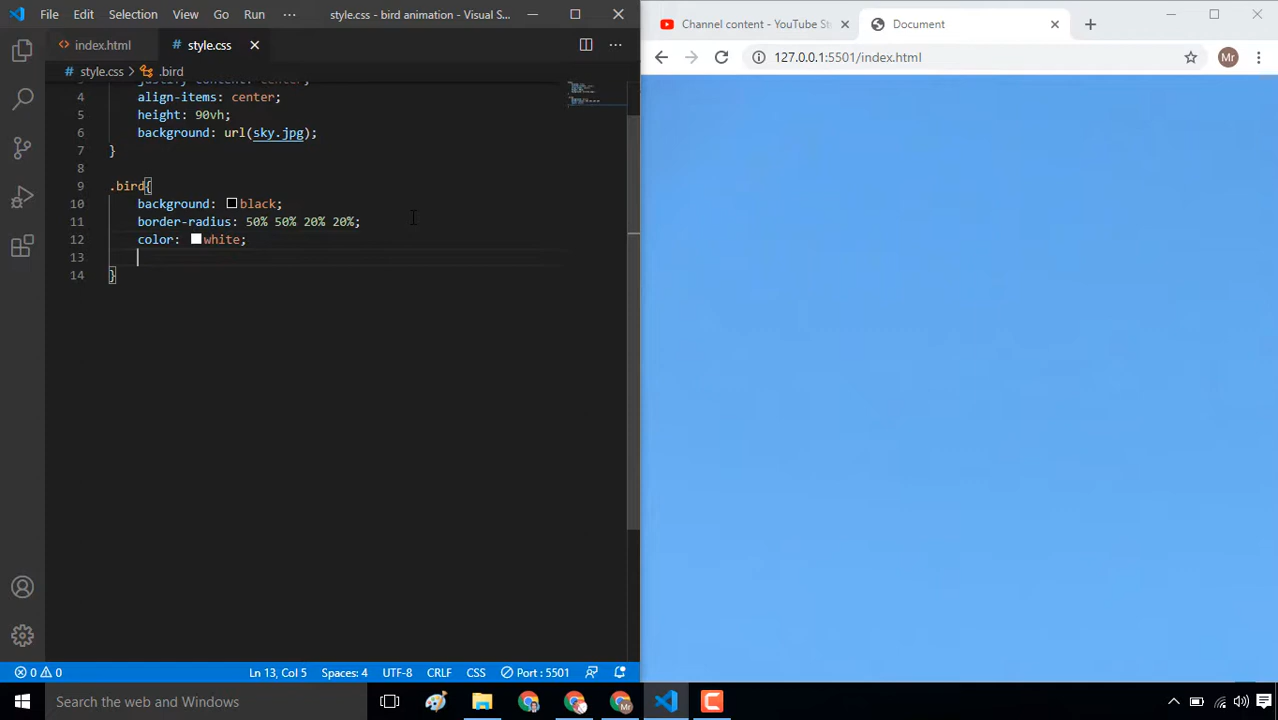 File Edit Selection View Go Run ··· style.css - bird animation - Visual S...
index.html style.css
style.css > .bird
4 align-items: center;
5 height: 90vh;
6 background: url(sky.jpg);
7 }
8
9 .bird{
10 background: black;
11 border-radius: 50% 50% 20% 20%;
12 color: white;
13
14 }
0 0 Ln 13, Col 5 Spaces: 4 UTF-8 CRLF CSS Port : 5501
Channel content - YouTube St Document
127.0.0.1:5501/index.html Mr
Search the web and Windows